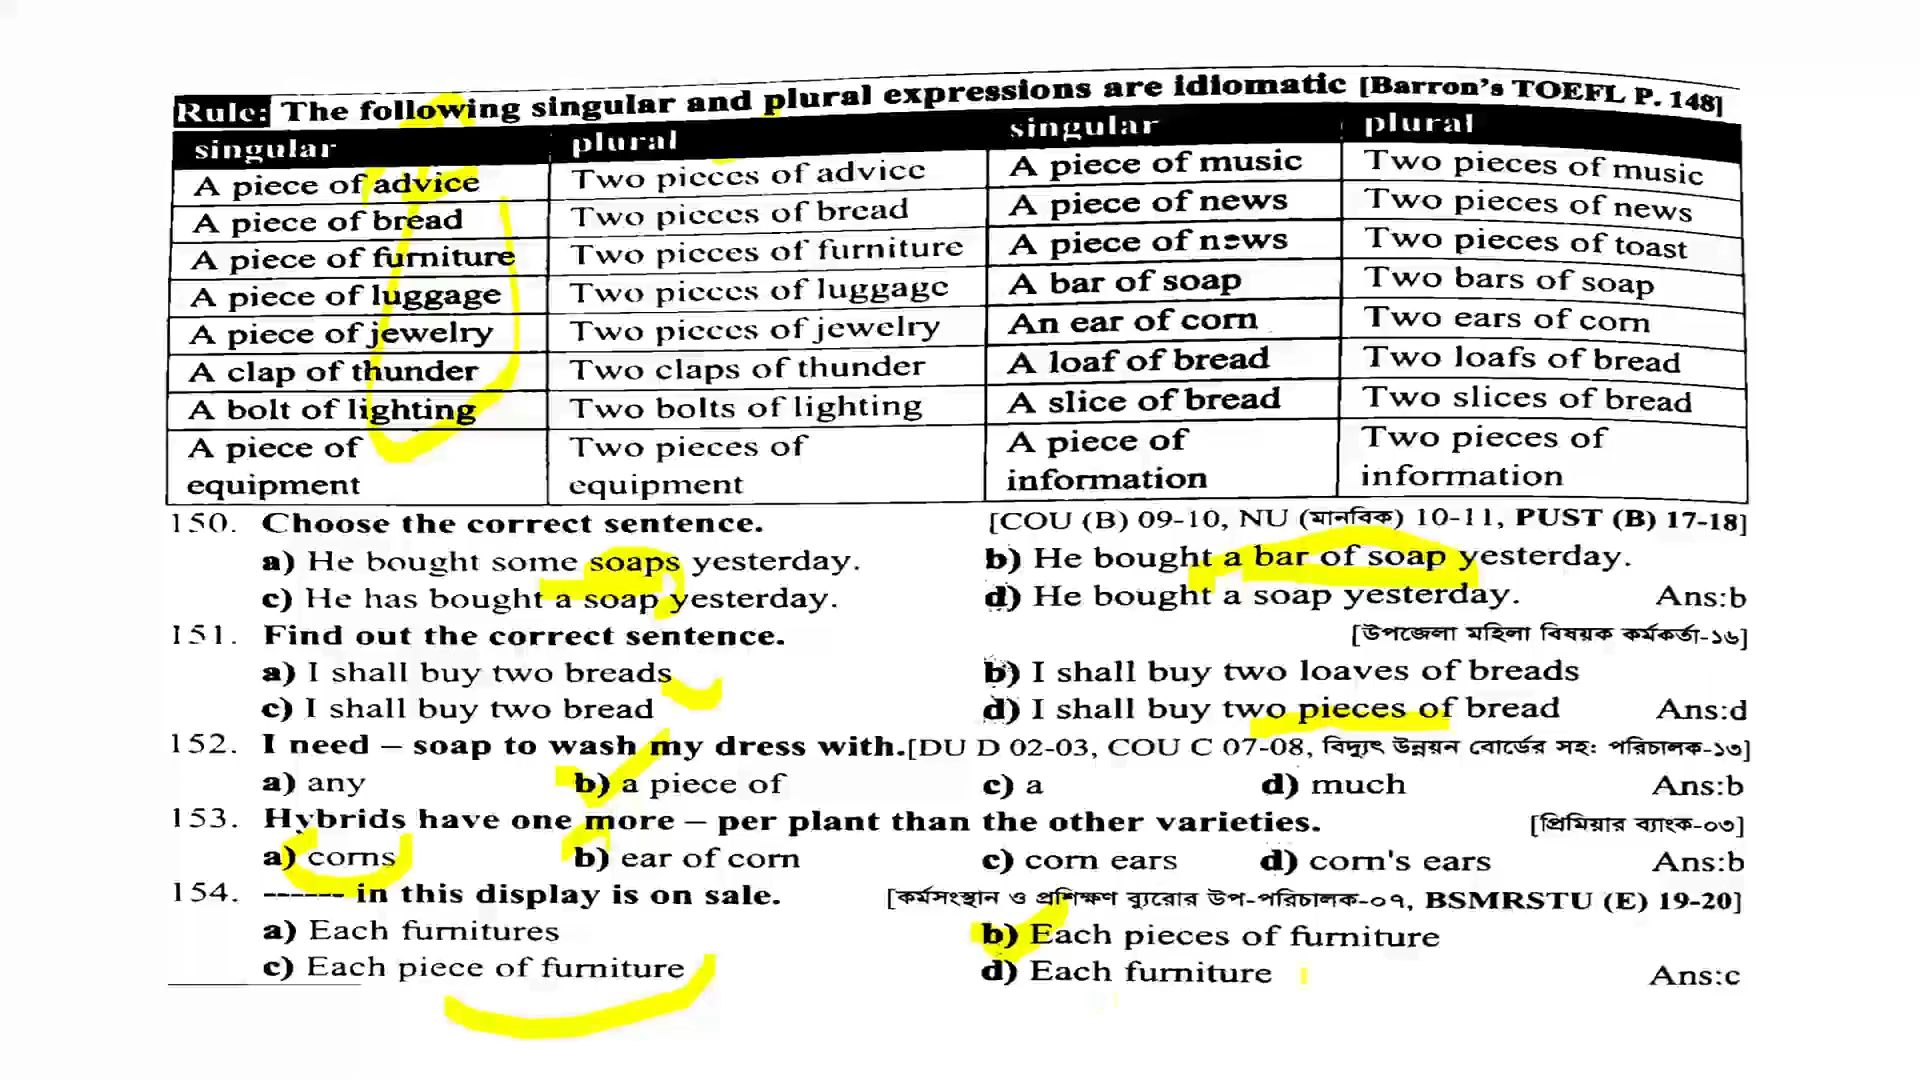 Rule: The following singular and plural expressions are idiomatic [Barron's TOEFL P. 148]
singular plural singular plural
A piece of advice Two pieces of advice A piece of music Two pieces of music
A piece of bread Two pieces of bread A piece of news Two pieces of news
A piece of furniture Two pieces of furniture A piece of news Two pieces of toast
A piece of luggage Two pieces of luggage A bar of soap Two bars of soap
A piece of jewelry Two pieces of jewelry An ear of corn Two ears of corn
A clap of thunder Two claps of thunder A loaf of bread Two loafs of bread
A bolt of lighting Two bolts of lighting A slice of bread Two slices of bread
A piece of Two pieces of A piece of Two pieces of
equipment equipment information information
150. Choose the correct sentence. [COU (B) 09-10, NU (মানবিক) 10-11, PUST (B) 17-18]
a) He bought some soaps yesterday. b) He bought a bar of soap yesterday.
c) He has bought a soap yesterday. d) He bought a soap yesterday. Ans:b
151. Find out the correct sentence. [উপজেলা মহিলা বিষয়ক কর্মকর্তা-১৬]
a) I shall buy two breads b) I shall buy two loaves of breads
c) I shall buy two bread d) I shall buy two pieces of bread Ans:d
152. I need – soap to wash my dress with.[DU D 02-03, COU C 07-08, বিদ্যুৎ উন্নয়ন বোর্ডের সহঃ পরিচালক-১৩]
a) any b) a piece of c) a d) much Ans:b
153. Hybrids have one more – per plant than the other varieties. [প্রিমিয়ার ব্যাংক-০৩]
a) corns b) ear of corn c) corn ears d) corn's ears Ans:b
154. ------- in this display is on sale. [কর্মসংস্থান ও প্রশিক্ষণ ব্যুরোর উপ-পরিচালক-০৭, BSMRSTU (E) 19-20]
a) Each furnitures b) Each pieces of furniture
c) Each piece of furniture d) Each furniture Ans:c